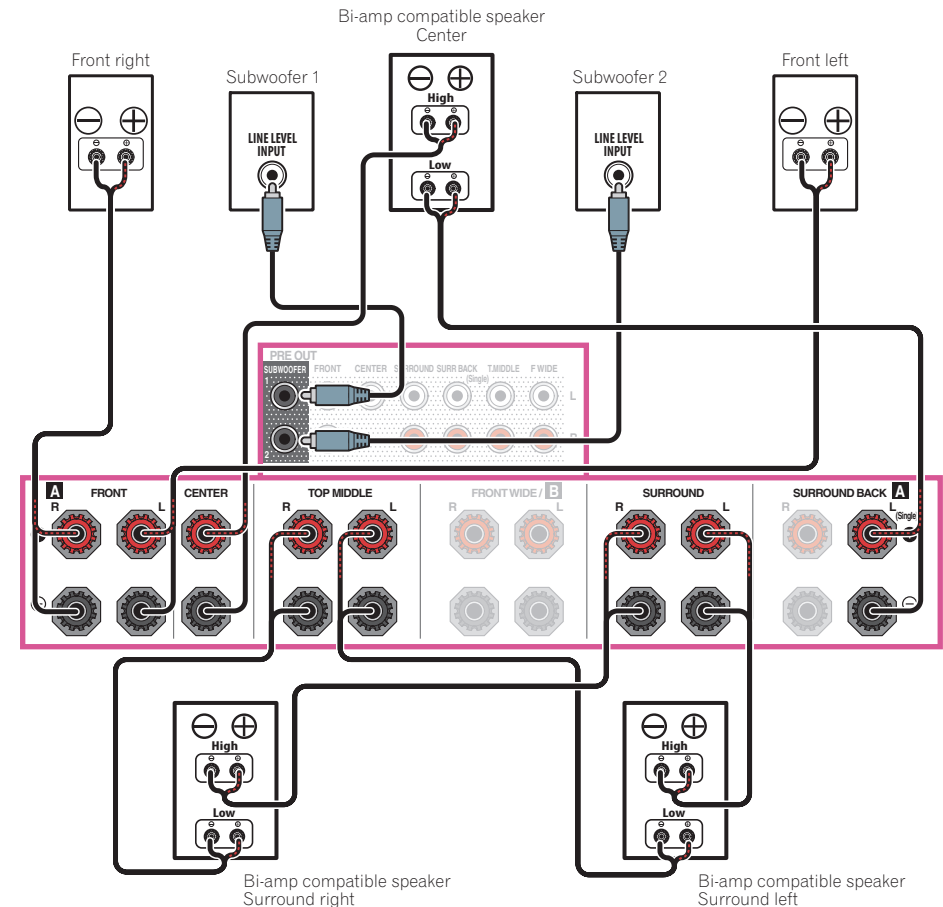 Bi-amp compatible speaker
Center
Front right
Subwoofer 1
Subwoofer 2
Front left
High
Low
LINE LEVEL
INPUT
LINE LEVEL
INPUT
PRE OUT
SUBWOOFER FRONT CENTER SURROUND SURR BACK T.MIDDLE F WIDE
(Single)
1
L
R
2
A FRONT
R L
CENTER
TOP MIDDLE
R L
FRONT WIDE / B
R L
SURROUND
R L
SURROUND BACK A
R L
(Single
High
Low
High
Low
Bi-amp compatible speaker
Surround right
Bi-amp compatible speaker
Surround left